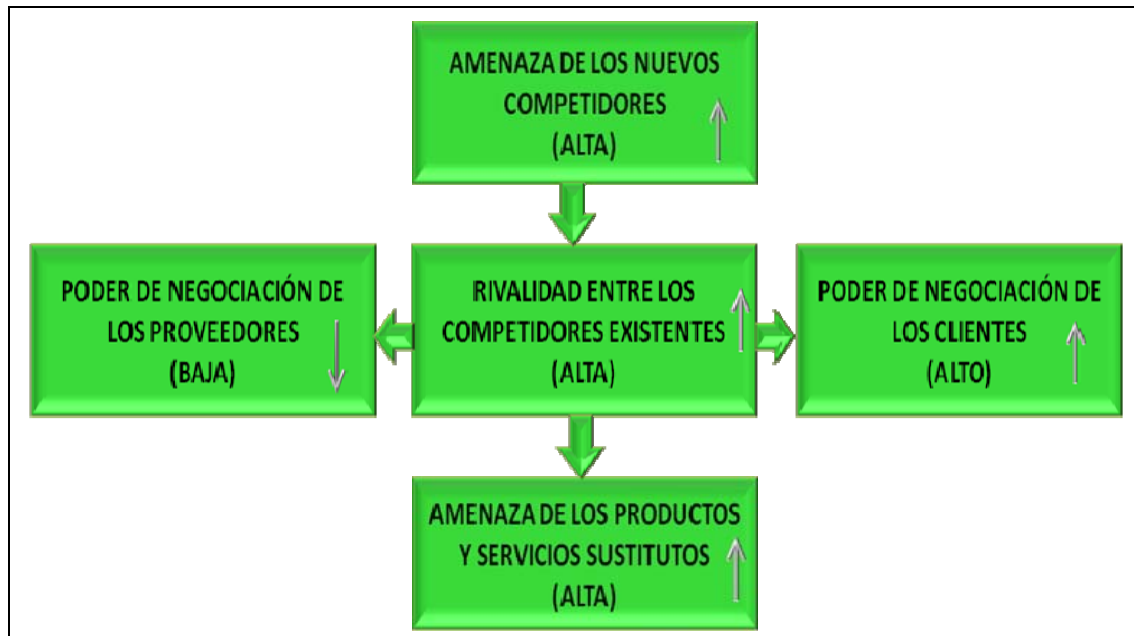 AMENAZA DE LOS NUEVOS
COMPETIDORES
(ALTA)
PODER DE NEGOCIACIÓN DE
LOS PROVEEDORES
(BAJA)
RIVALIDAD ENTRE LOS
COMPETIDORES EXISTENTES
(ALTA)
PODER DE NEGOCIACIÓN DE
LOS CLIENTES
(ALTO)
AMENAZA DE LOS PRODUCTOS
Y SERVICIOS SUSTITUTOS
(ALTA)